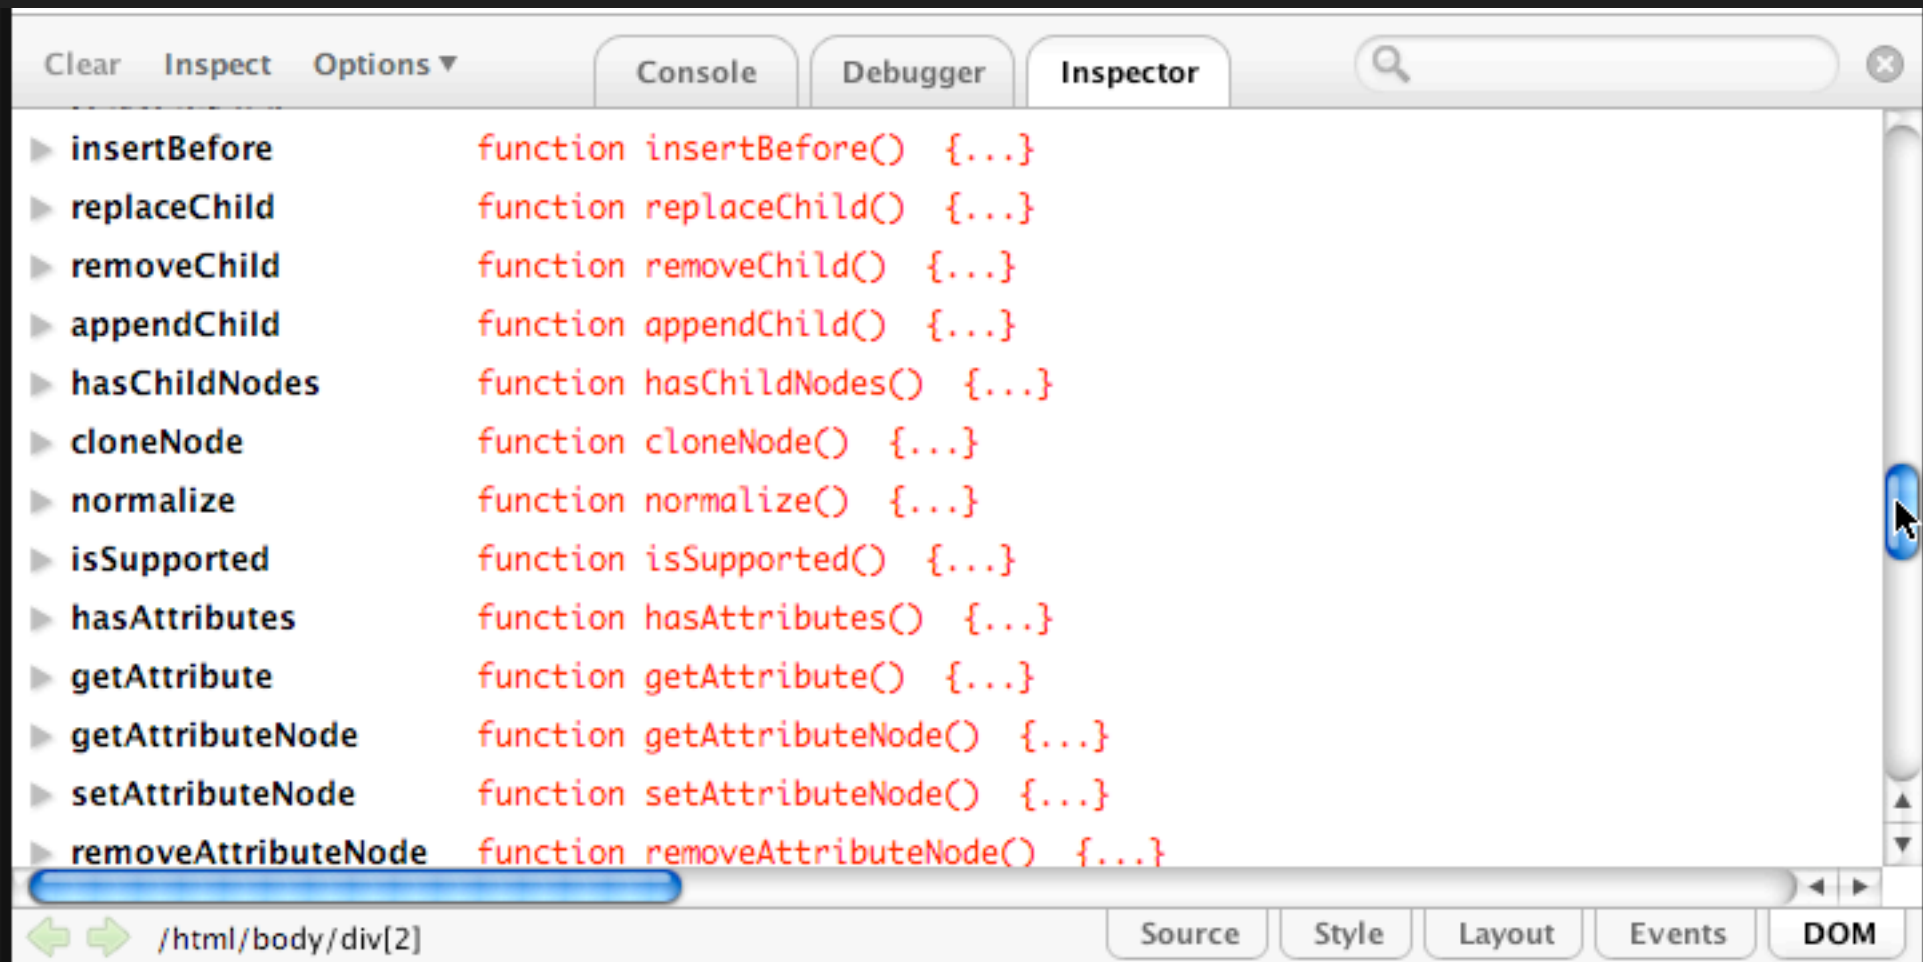 Clear Inspect Options ▼ Console Debugger Inspector
insertBefore function insertBefore() {...}
replaceChild function replaceChild() {...}
removeChild function removeChild() {...}
appendChild function appendChild() {...}
hasChildNodes function hasChildNodes() {...}
cloneNode function cloneNode() {...}
normalize function normalize() {...}
isSupported function isSupported() {...}
hasAttributes function hasAttributes() {...}
getAttribute function getAttribute() {...}
getAttributeNode function getAttributeNode() {...}
setAttributeNode function setAttributeNode() {...}
removeAttributeNode function removeAttributeNode() {...}
/html/body/div[2] Source Style Layout Events DOM